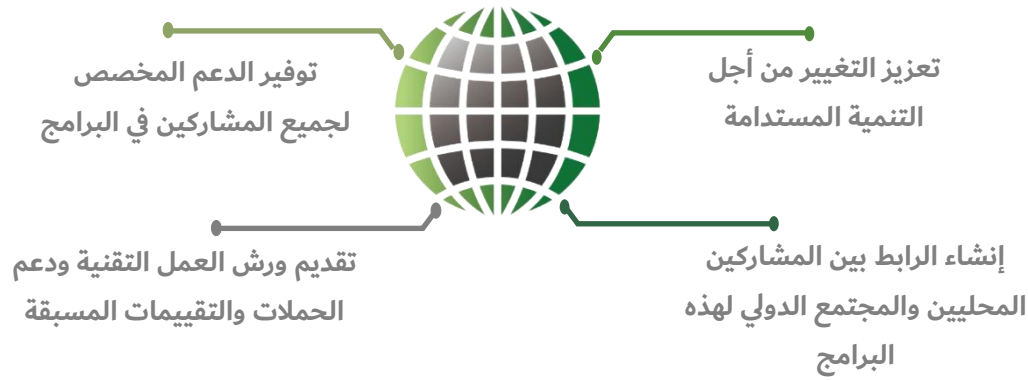 تعزيز التغيير من أجل
التنمية المستدامة
توفير الدعم المخصص
لجميع المشاركين في البرامج
إنشاء الرابط بين المشاركين
المحليين والمجتمع الدولي لهذه
البرامج
تقديم ورش العمل التقنية ودعم
الحملات والتقييمات المسبقة